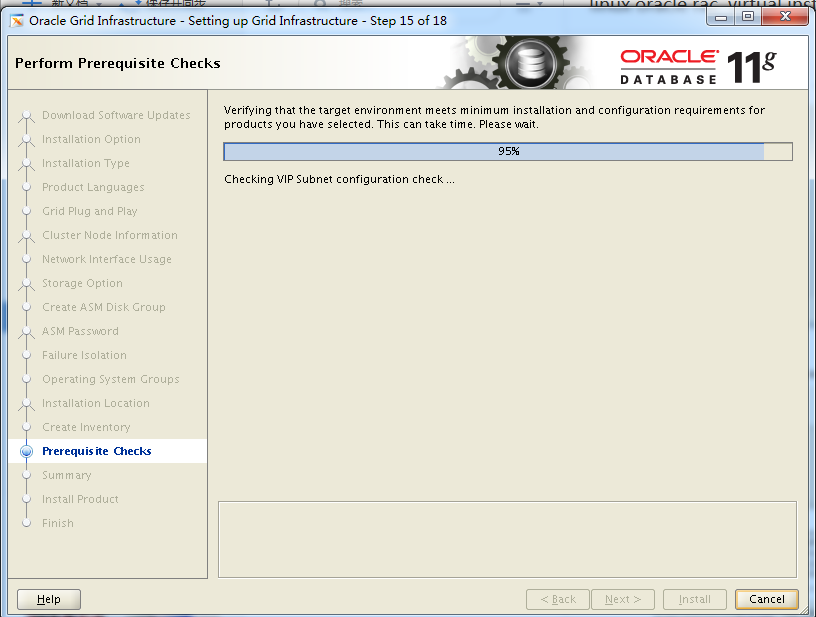 Oracle Grid Infrastructure - Setting up Grid Infrastructure - Step 15 of 18
Perform Prerequisite Checks
ORACLE
DATABASE
11g
Download Software Updates
Installation Option
Installation Type
Product Languages
Grid Plug and Play
Cluster Node Information
Network Interface Usage
Storage Option
Create ASM Disk Group
ASM Password
Failure Isolation
Operating System Groups
Installation Location
Create Inventory
Prerequisite Checks
Summary
Install Product
Finish
Verifying that the target environment meets minimum installation and configuration requirements for
products you have selected. This can take time. Please wait.
95%
Checking VIP Subnet configuration check ...
Help
< Back
Next >
Install
Cancel